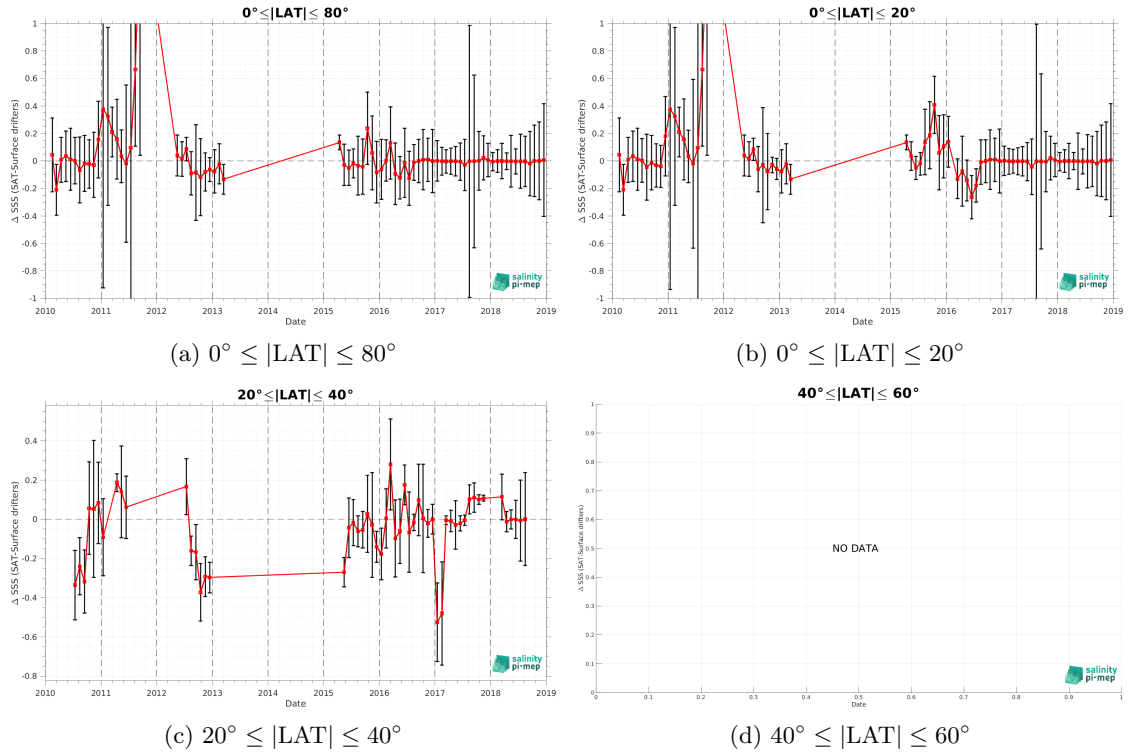 0°≤|LAT|≤ 80°
1
0.8
0.6
0.4
0.2
0
-0.2
-0.4
-0.6
-0.8
-1
Δ SSS (SAT-Surface drifters)
2010 2011 2012 2013 2014 2015 2016 2017 2018 2019
Date
salinity
pi-mep
(a) 0° ≤ |LAT| ≤ 80°
0°≤|LAT|≤ 20°
1
0.8
0.6
0.4
0.2
0
-0.2
-0.4
-0.6
-0.8
-1
Δ SSS (SAT-Surface drifters)
2010 2011 2012 2013 2014 2015 2016 2017 2018 2019
Date
salinity
pi-mep
(b) 0° ≤ |LAT| ≤ 20°
20°≤|LAT|≤ 40°
0.4
0.2
0
-0.2
-0.4
-0.6
-0.8
Δ SSS (SAT-Surface drifters)
2010 2011 2012 2013 2014 2015 2016 2017 2018 2019
Date
salinity
pi-mep
(c) 20° ≤ |LAT| ≤ 40°
40°≤|LAT|≤ 60°
1
0.9
0.8
0.7
0.6
0.5
0.4
0.3
0.2
0.1
0
Δ SSS (SAT-Surface drifters)
NO DATA
0 0.1 0.2 0.3 0.4 0.5 0.6 0.7 0.8 0.9 1
Date
salinity
pi-mep
(d) 40° ≤ |LAT| ≤ 60°